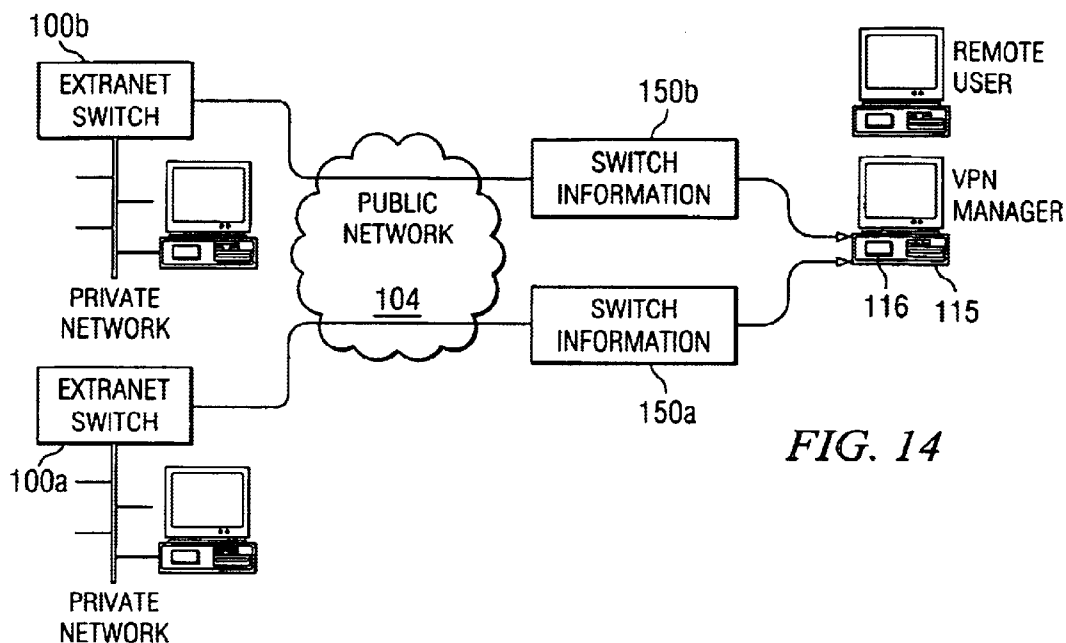 100b
EXTRANET
SWITCH
PRIVATE
NETWORK
EXTRANET
SWITCH
100a
PRIVATE
NETWORK
PUBLIC
NETWORK
104
150b
SWITCH
INFORMATION
SWITCH
INFORMATION
150a
REMOTE
USER
VPN
MANAGER
116
115
FIG. 14